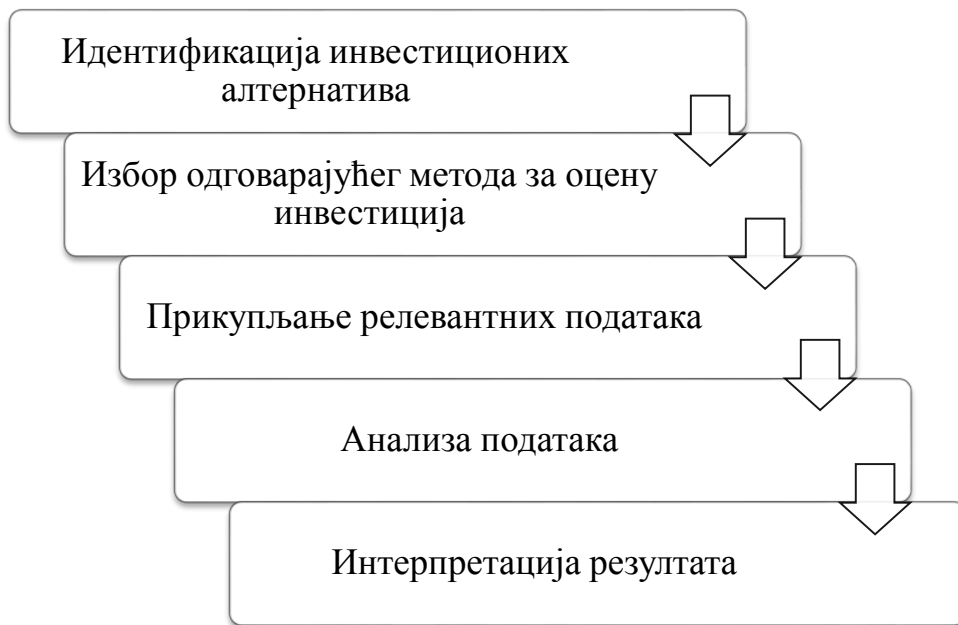 Идентификација инвестиционих
алтернатива
Избор одговарајућег метода за оцену
инвестиција
Прикупљање релевантних података
Анализа података
Интерпретација резултата